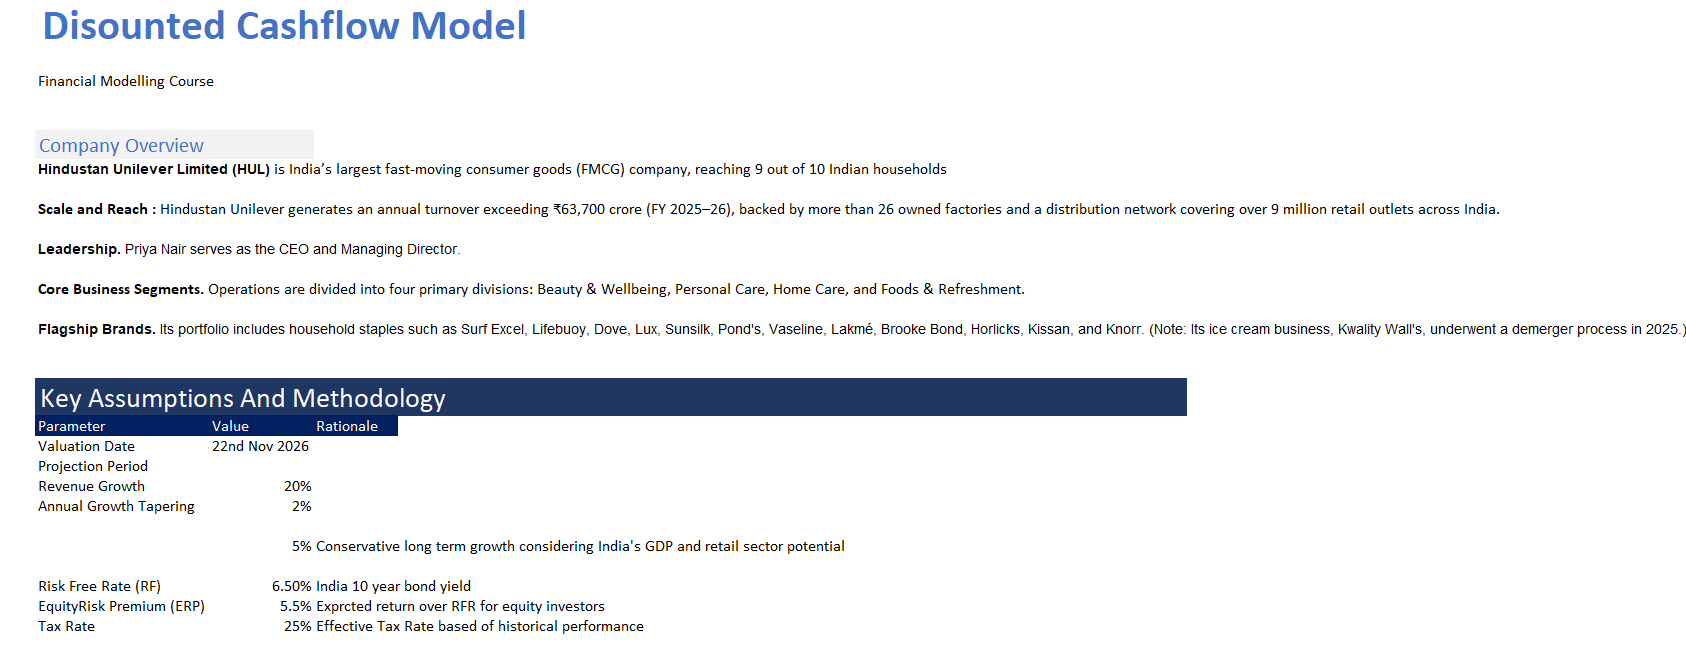 Disounted Cashflow Model
Financial Modelling Course
Company Overview
Hindustan Unilever Limited (HUL) is India’s largest fast-moving consumer goods (FMCG) company, reaching 9 out of 10 Indian households
Scale and Reach : Hindustan Unilever generates an annual turnover exceeding ₹63,700 crore (FY 2025–26), backed by more than 26 owned factories and a distribution network covering over 9 million retail outlets across India.
Leadership. Priya Nair serves as the CEO and Managing Director.
Core Business Segments. Operations are divided into four primary divisions: Beauty & Wellbeing, Personal Care, Home Care, and Foods & Refreshment.
Flagship Brands. Its portfolio includes household staples such as Surf Excel, Lifebuoy, Dove, Lux, Sunsilk, Pond's, Vaseline, Lakmé, Brooke Bond, Horlicks, Kissan, and Knorr. (Note: Its ice cream business, Kwality Wall's, underwent a demerger process in 2025.)
Key Assumptions And Methodology
Parameter Value Rationale
Valuation Date 22nd Nov 2026
Projection Period
Revenue Growth 20%
Annual Growth Tapering 2%
5% Conservative long term growth considering India's GDP and retail sector potential
Risk Free Rate (RF) 6.50% India 10 year bond yield
EquityRisk Premium (ERP) 5.5% Exprcted return over RFR for equity investors
Tax Rate 25% Effective Tax Rate based of historical performance